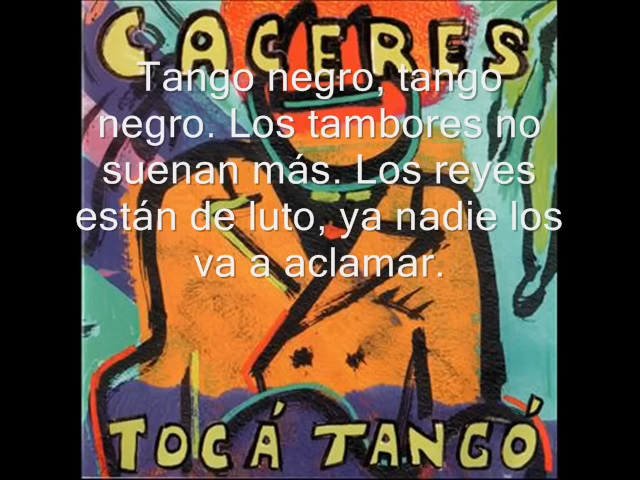 CACERES
Tango negro, tango
negro. Los tambores no
suenan más. Los reyes
están de luto, ya nadie los
va a aclamar.
TOCÁ TANGÓ